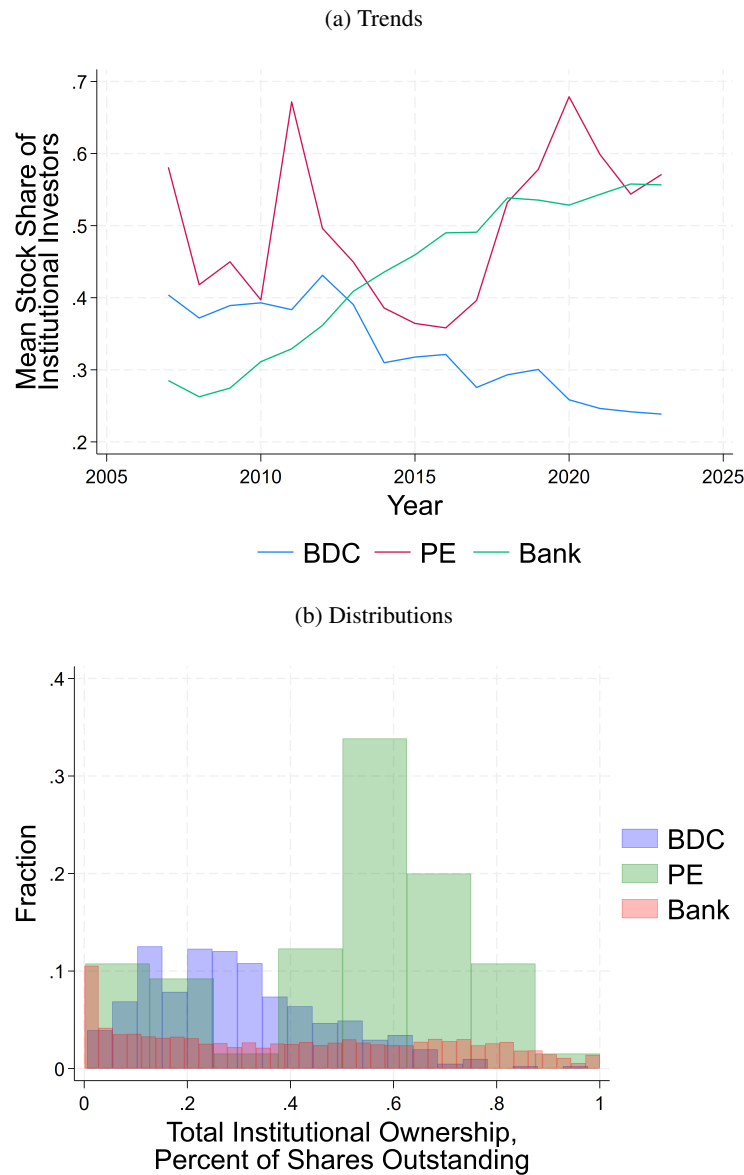 (a) Trends
.7
.6
.5
.4
.3
.2
Mean Stock Share of
Institutional Investors
2005
2010
2015
2020
2025
Year
BDC
PE
Bank
(b) Distributions
.4
.3
.2
.1
0
Fraction
0
.2
.4
.6
.8
1
Total Institutional Ownership,
Percent of Shares Outstanding
BDC
PE
Bank